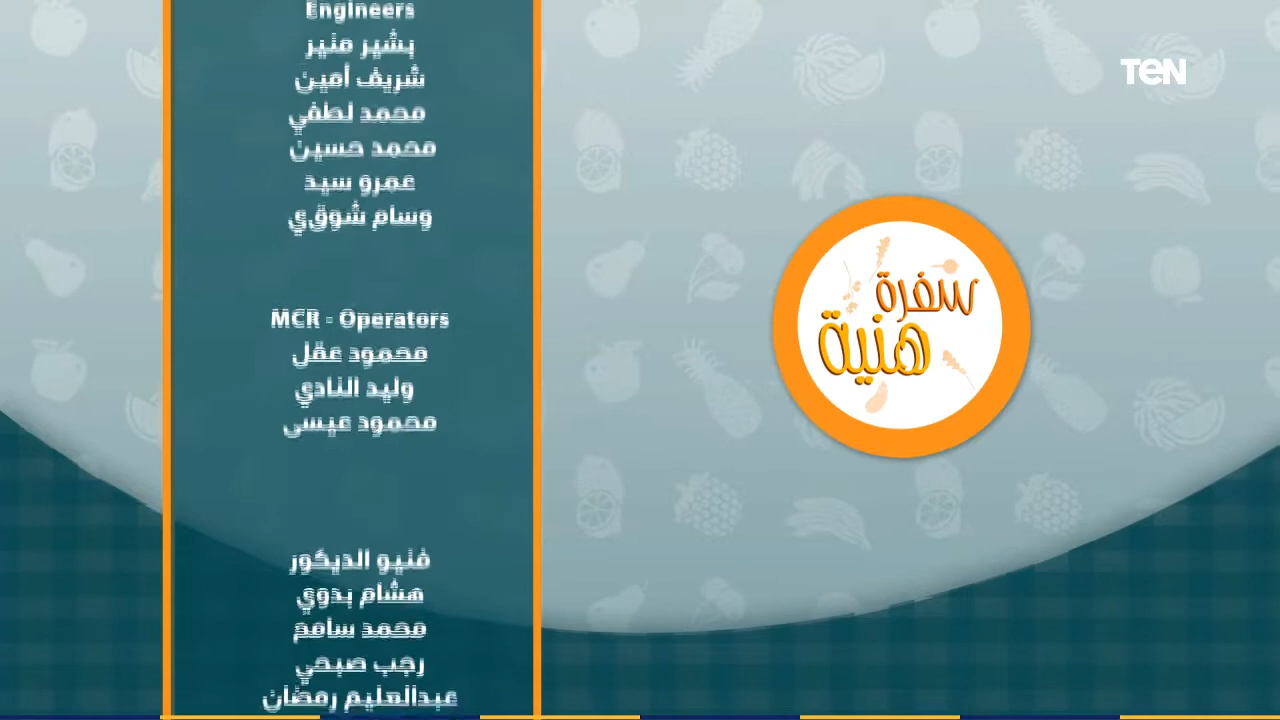 Engineers
بشير منير
شريف أمين
محمد لطفي
محمد حسين
عمرو سيد
وسام شوقي
MCR - Operators
محمود عقل
وليد النادي
محمود عيسى
فنيو الديكور
هشام بدوي
محمد سامح
رجب صبحي
عبدالعليم رمضان
TEN
سفرة
هنية